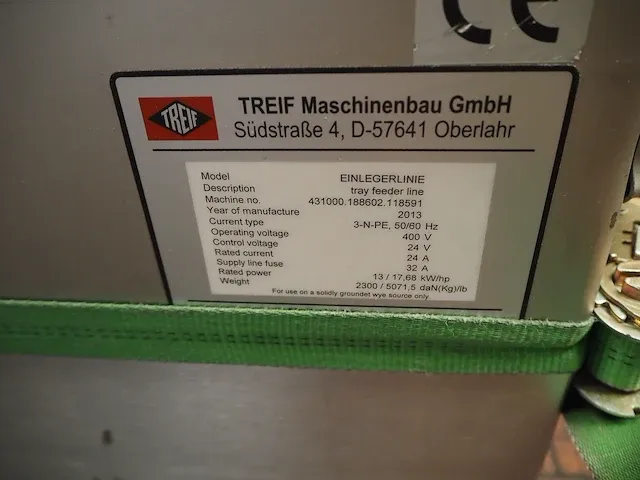 CE
TREIF
TREIF Maschinenbau GmbH
Südstraße 4, D-57641 Oberlahr
Model EINLEGERLINIE
Description tray feeder line
Machine no. 431000.188602.118591
Year of manufacture 2013
Current type 3-N-PE, 50/60 Hz
Operating voltage 400 V
Control voltage 24 V
Rated current 24 A
Supply line fuse 32 A
Rated power 13 / 17,68 kW/hp
Weight 2300 / 5071,5 daN(Kg)/lb
For use on a solidly groundet wye source only.